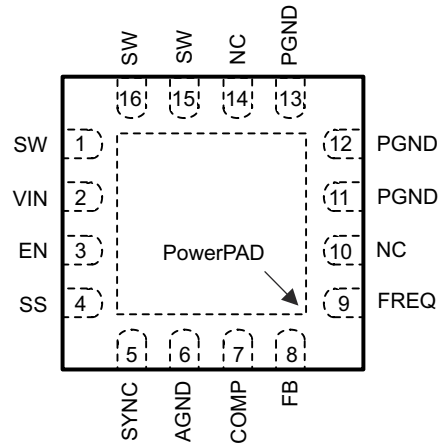 SW
SW
NC
PGND
16
15
14
13
SW 1
12 PGND
VIN 2
11 PGND
EN 3
10 NC
PowerPAD
SS 4
9 FREQ
5
6
7
8
SYNC
AGND
COMP
FB